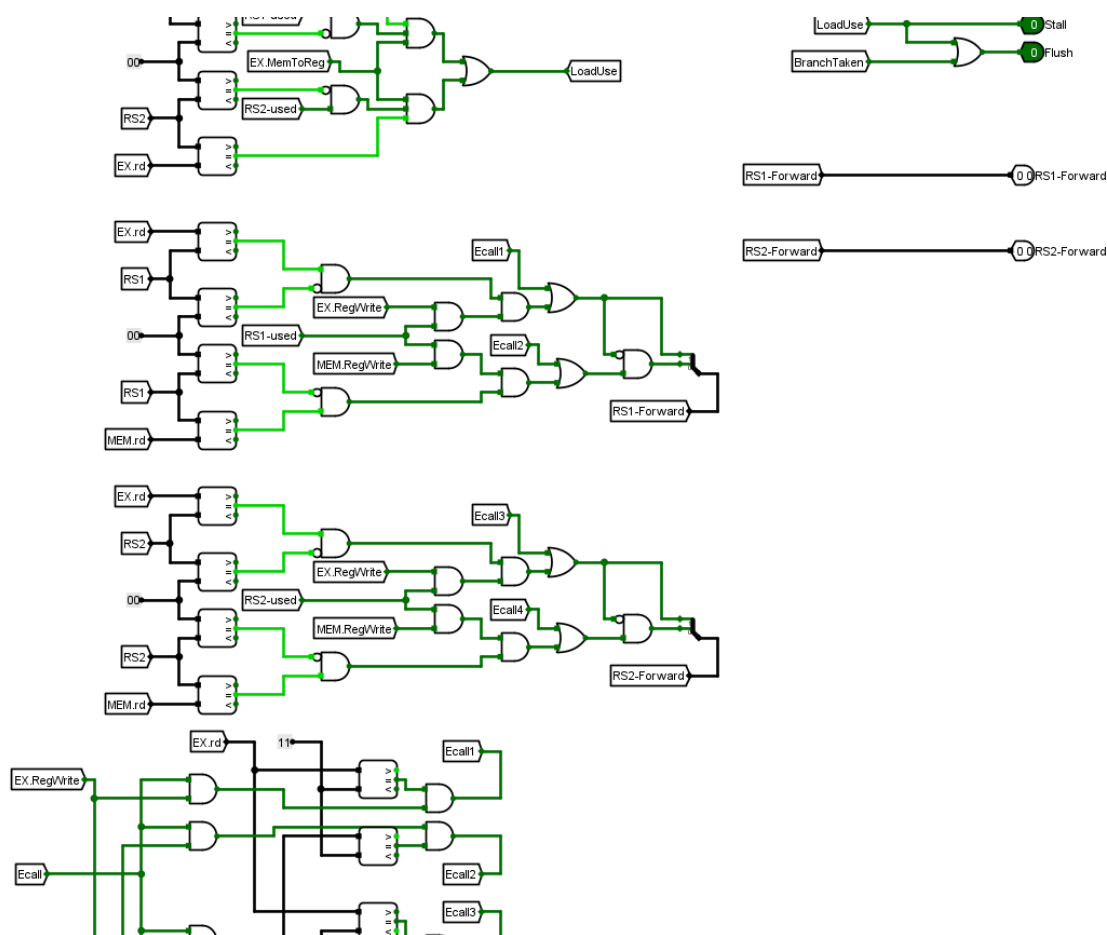 RS1-used
LoadUse
0 Stall
>
=
<
00
EX.MemToReg
BranchTaken
0 Flush
LoadUse
>
=
<
RS2-used
RS2
>
=
<
EX.rd
RS1-Forward
0 0 RS1-Forward
EX.rd
>
=
<
Ecall1
RS2-Forward
0 0 RS2-Forward
RS1
>
=
<
EX.RegWrite
00
RS1-used
Ecall2
>
=
<
MEM.RegWrite
RS1
RS1-Forward
>
=
<
MEM.rd
EX.rd
>
=
<
Ecall3
RS2
>
=
<
EX.RegWrite
00
RS2-used
Ecall4
>
=
<
MEM.RegWrite
RS2
RS2-Forward
>
=
<
MEM.rd
EX.rd
11
Ecall1
EX.RegWrite
>
=
<
>
=
<
Ecall
Ecall2
Ecall3
>
=
<